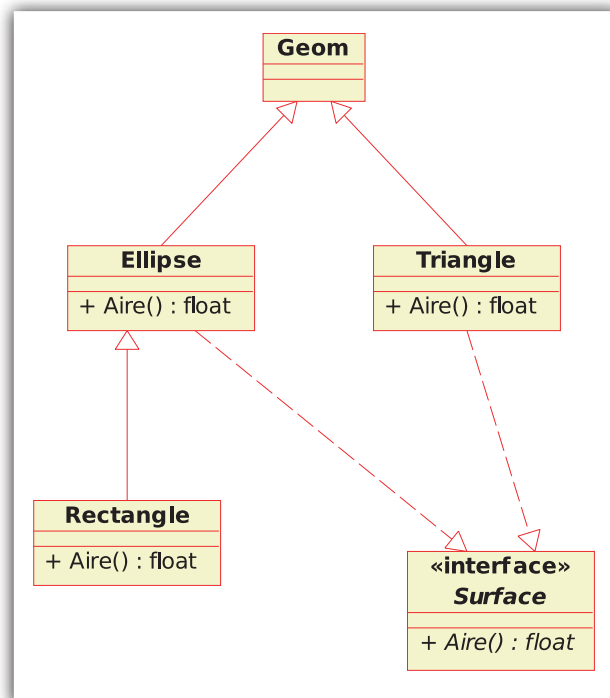 Geom
Ellipse
+ Aire() : float
Triangle
+ Aire() : float
Rectangle
+ Aire() : float
«interface»
Surface
+ Aire() : float